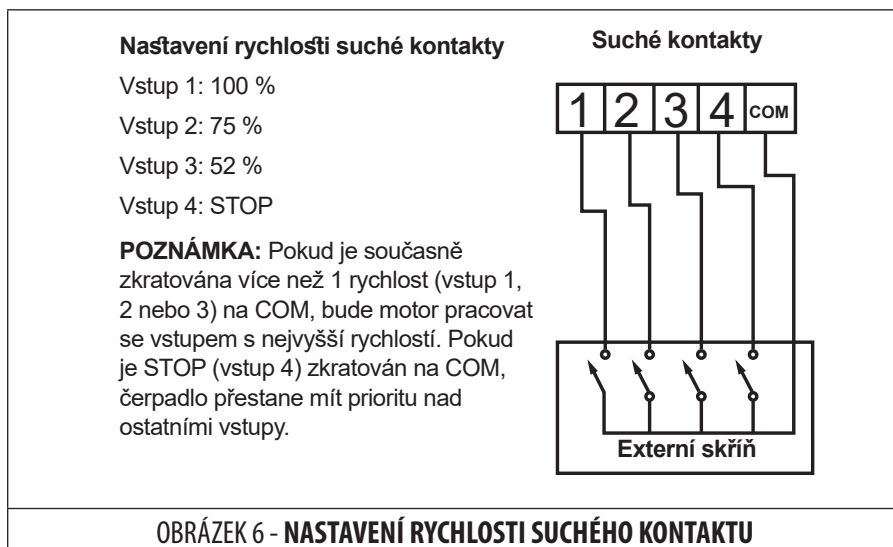 Nastavení rychlosti suché kontakty
Vstup 1: 100 %
Vstup 2: 75 %
Vstup 3: 52 %
Vstup 4: STOP
POZNÁMKA: Pokud je současně
zkratována více než 1 rychlost (vstup 1,
2 nebo 3) na COM, bude motor pracovat
se vstupem s nejvyšší rychlostí. Pokud
je STOP (vstup 4) zkratován na COM,
čerpadlo přestane mít prioritu nad
ostatními vstupy.
Suché kontakty
1 2 3 4 COM
Externí skříň
OBRÁZEK 6 - NASTAVENÍ RYCHLOSTI SUCHÉHO KONTAKTU